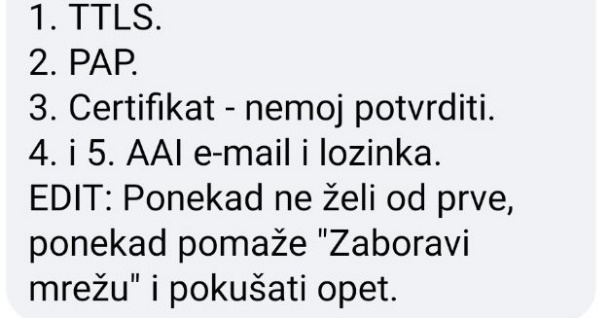 1. TTLS.
2. PAP.
3. Certifikat - nemoj potvrditi.
4. i 5. AAI e-mail i lozinka.
EDIT: Ponekad ne želi od prve,
ponekad pomaže "Zaboravi
mrežu" i pokušati opet.